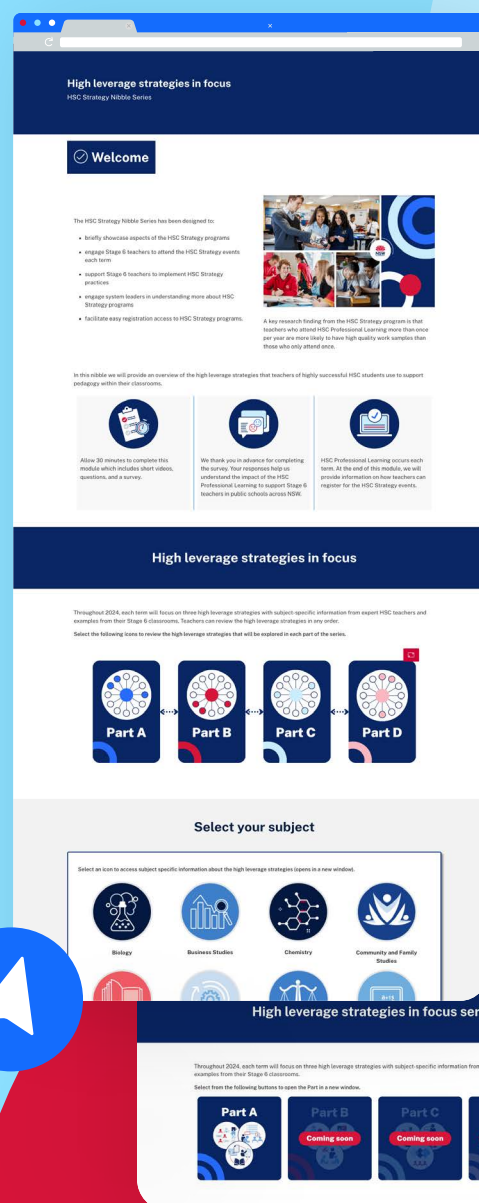 High leverage strategies in focus
HSC Strategy Nibble Series
Welcome
The HSC Strategy Nibble Series has been designed to:
• briefly showcase aspects of the HSC Strategy programs
• engage Stage 6 teachers to attend the HSC Strategy events
each term
• support Stage 6 teachers to implement HSC Strategy
practices
• engage system leaders in understanding more about HSC
Strategy programs
• facilitate easy registration access to HSC Strategy programs.
NSW
A key research finding from the HSC Strategy program is that
teachers who attend HSC Professional Learning more than once
per year are more likely to have high quality work samples than
those who only attend once.
In this nibble we will provide an overview of the high leverage strategies that teachers of highly successful HSC students use to support
pedagogy within their classrooms.
Allow 30 minutes to complete this
module which includes short videos,
questions, and a survey.
We thank you in advance for completing
the survey. Your responses help us
understand the impact of the HSC
Professional Learning to support Stage 6
teachers in public schools across NSW.
HSC Professional Learning occurs each
term. At the end of this module, we will
provide information on how teachers can
register for the HSC Strategy events.
High leverage strategies in focus
Throughout 2024, each term will focus on three high leverage strategies with subject-specific information from expert HSC teachers and
examples from their Stage 6 classrooms. Teachers can review the high leverage strategies in any order.
Select the following icons to review the high leverage strategies that will be explored in each part of the series.
Part A
Part B
Part C
Part D
Select your subject
Select an icon to access subject specific information about the high leverage strategies (opens in a new window).
Biology
Business Studies
Chemistry
Community and Family
Studies
High leverage strategies in focus ser
Throughout 2024, each term will focus on three high leverage strategies with subject-specific information from
examples from their Stage 6 classrooms.
Select from the following buttons to open the Part in a new window.
Part A
Part B
Part C
Coming soon
Coming soon